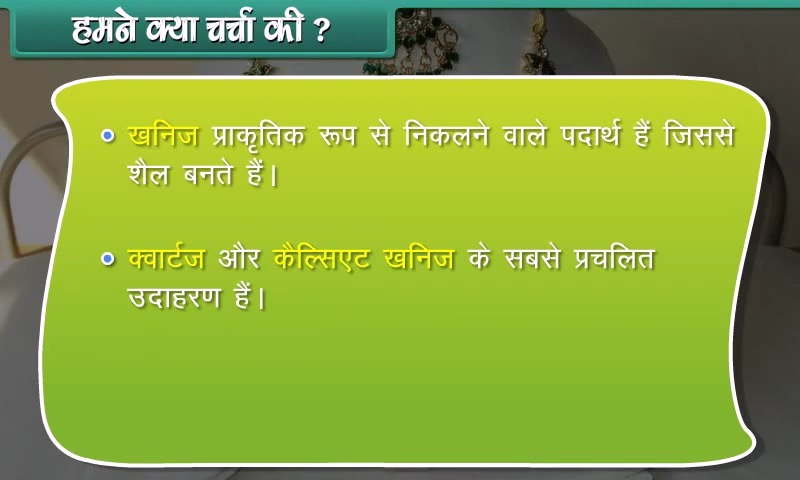 हमने क्या चर्चा की ?
खनिज प्राकृतिक रूप से निकलने वाले पदार्थ हैं जिससे
शैल बनते हैं।
क्वार्टज और कैल्सिएट खनिज के सबसे प्रचलित
उदाहरण हैं।